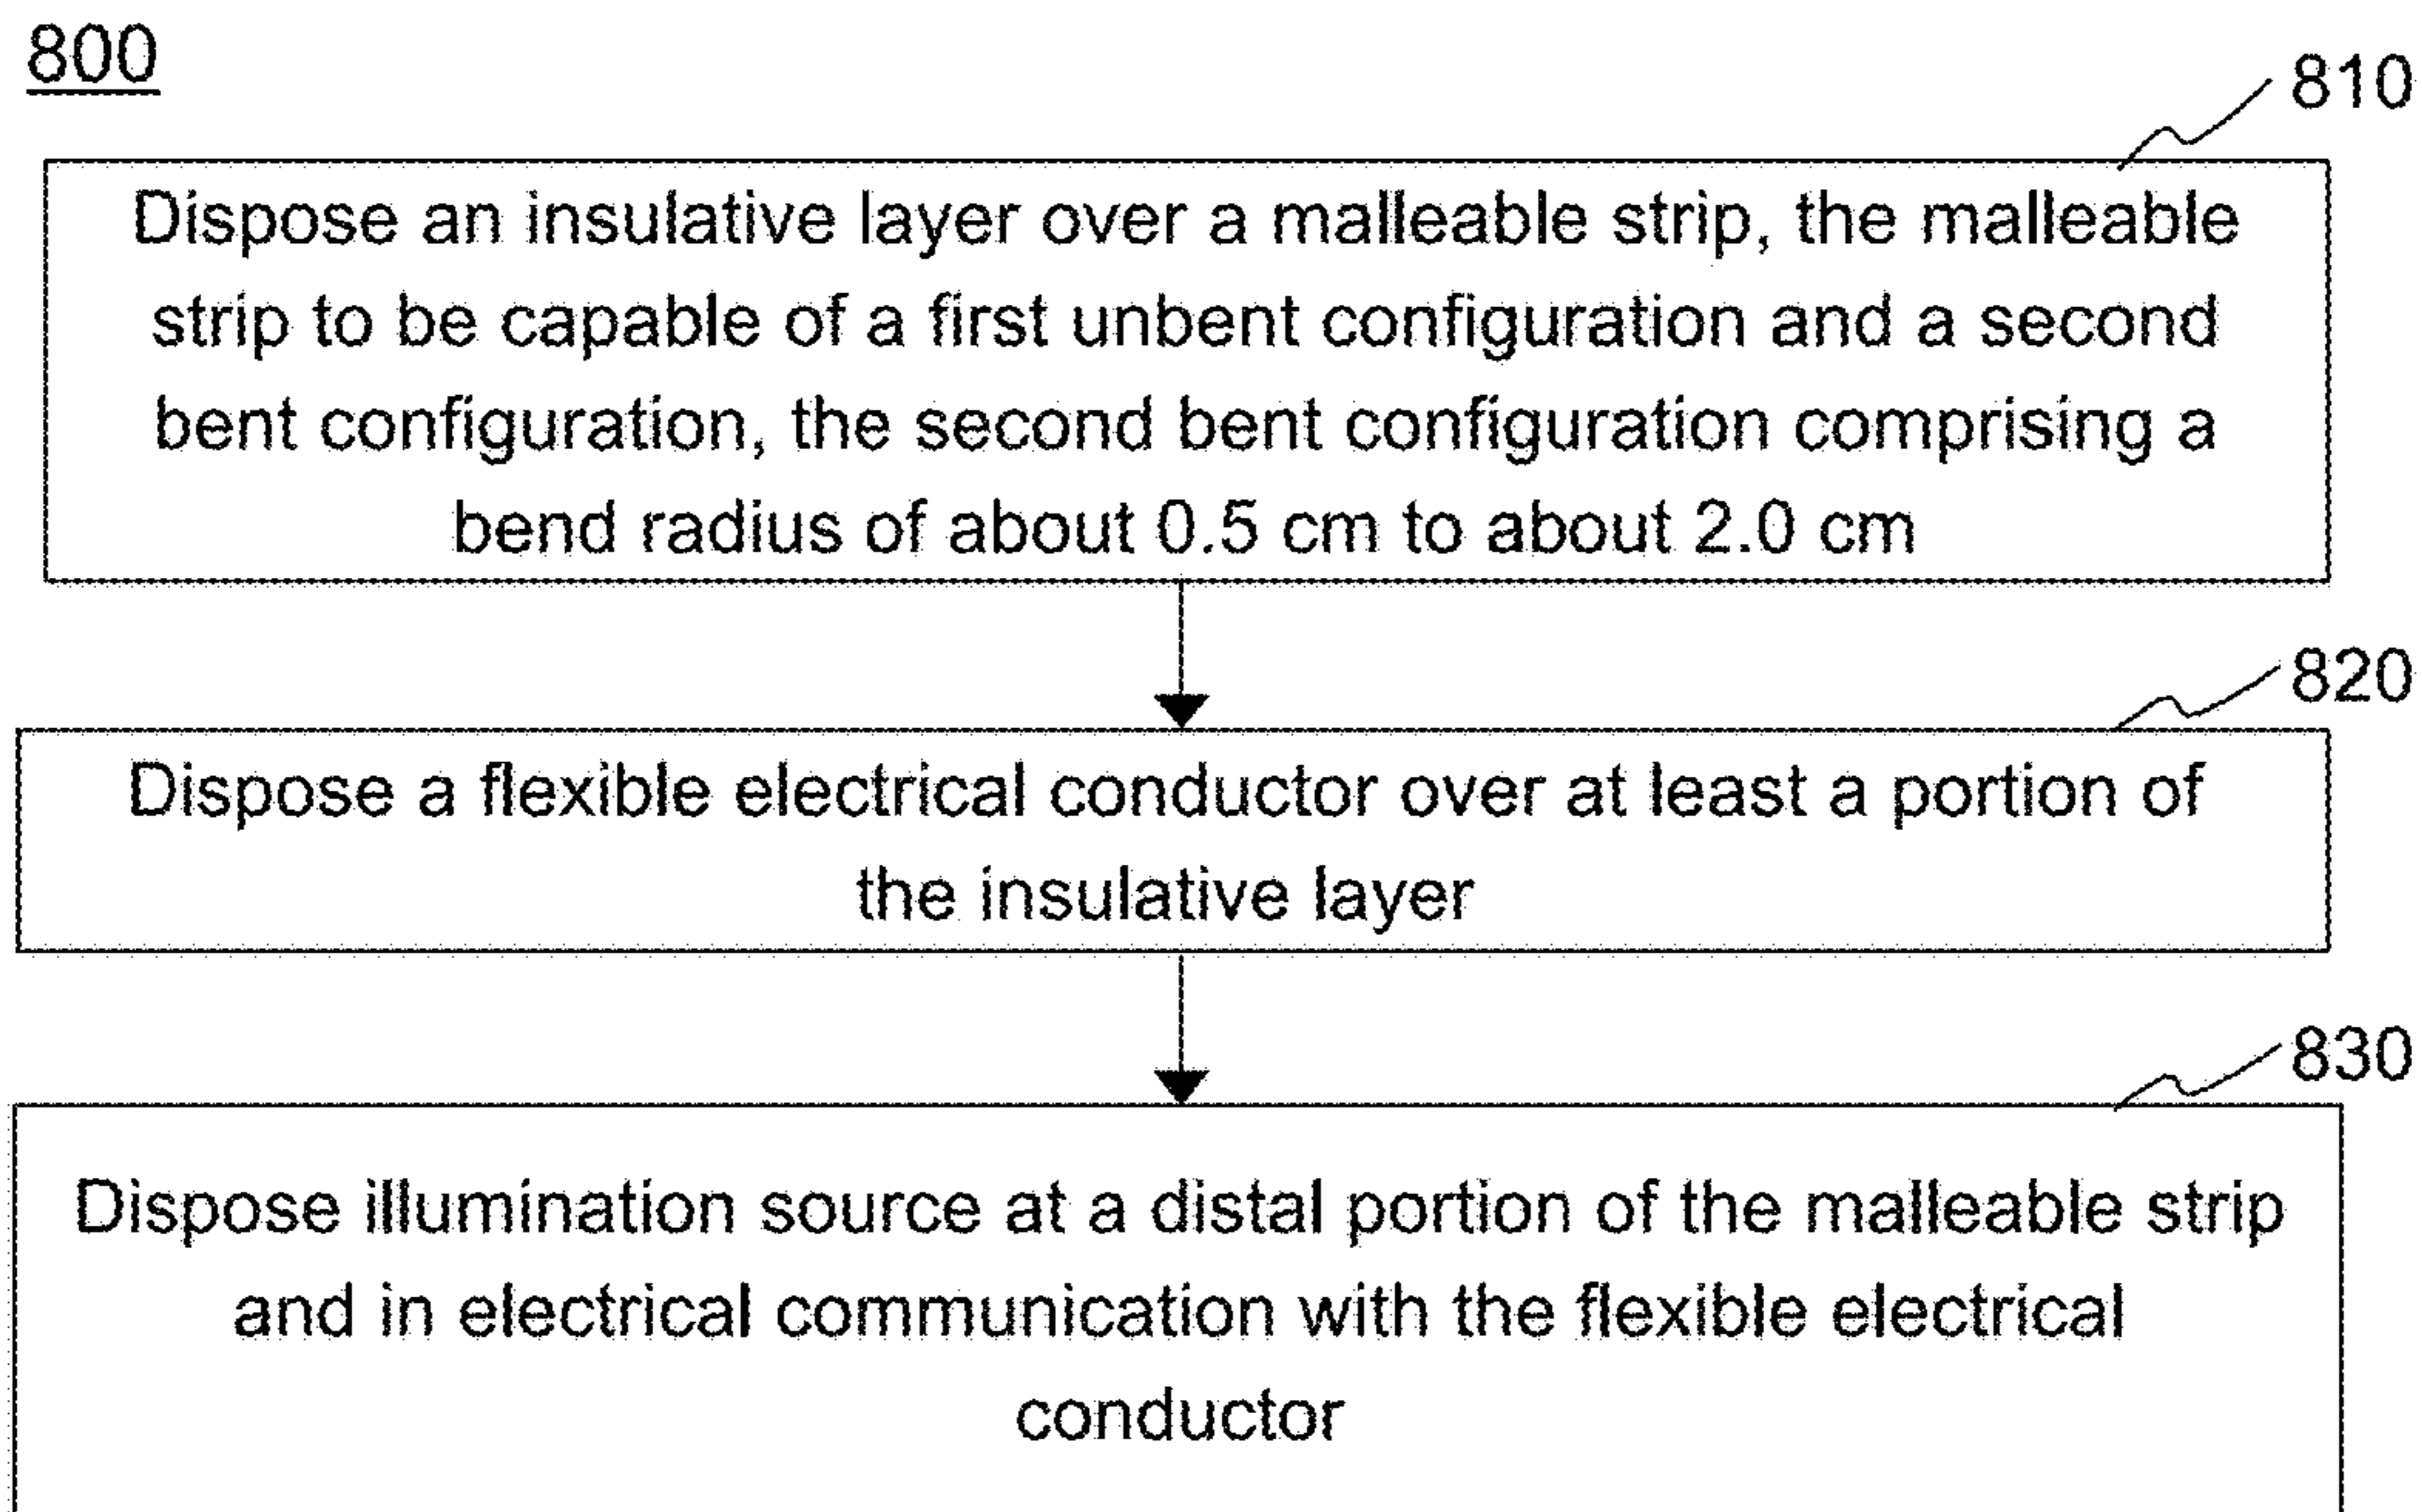 800
810
Dispose an insulative layer over a malleable strip, the malleable
strip to be capable of a first unbent configuration and a second
bent configuration, the second bent configuration comprising a
bend radius of about 0.5 cm to about 2.0 cm
820
Dispose a flexible electrical conductor over at least a portion of
the insulative layer
830
Dispose illumination source at a distal portion of the malleable strip
and in electrical communication with the flexible electrical
conductor